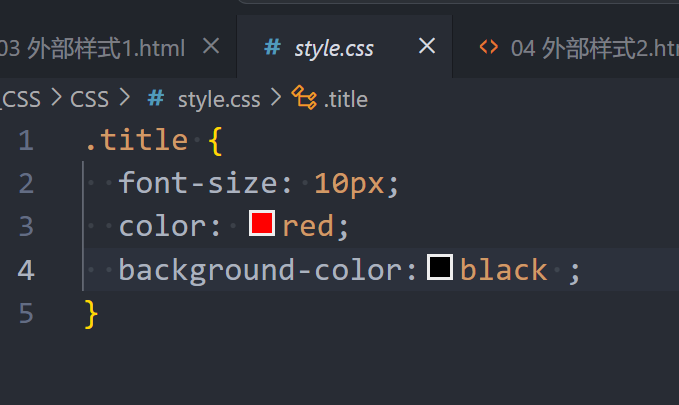 03 外部样式1.html × # style.css × <> 04 外部样式2.htm
_CSS > CSS > # style.css > .title
1 .title {
2 font-size: 10px;
3 color: red;
4 background-color: black ;
5 }